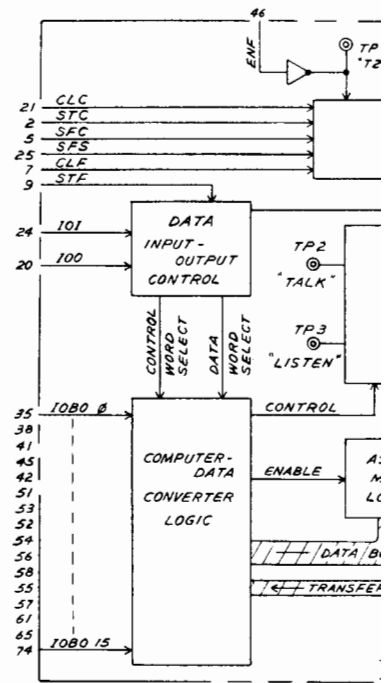 46
ENF
TP
"T2
21 CLC
2 STC
5 SFC
25 SFS
7 CLF
9 STF
24 IOI
20 IOO
DATA
INPUT-
OUTPUT
CONTROL
TP2
"TALK"
TP3
"LISTEN"
CONTROL
WORD
SELECT
DATA
WORD
SELECT
35 IOBO Ø
38
41
45
42
51
53
52
54
56
58
55
57
61
65
74 IOBO 15
COMPUTER-
DATA
CONVERTER
LOGIC
CONTROL
ENABLE
AS
M
LO
DATA BU
TRANSFER